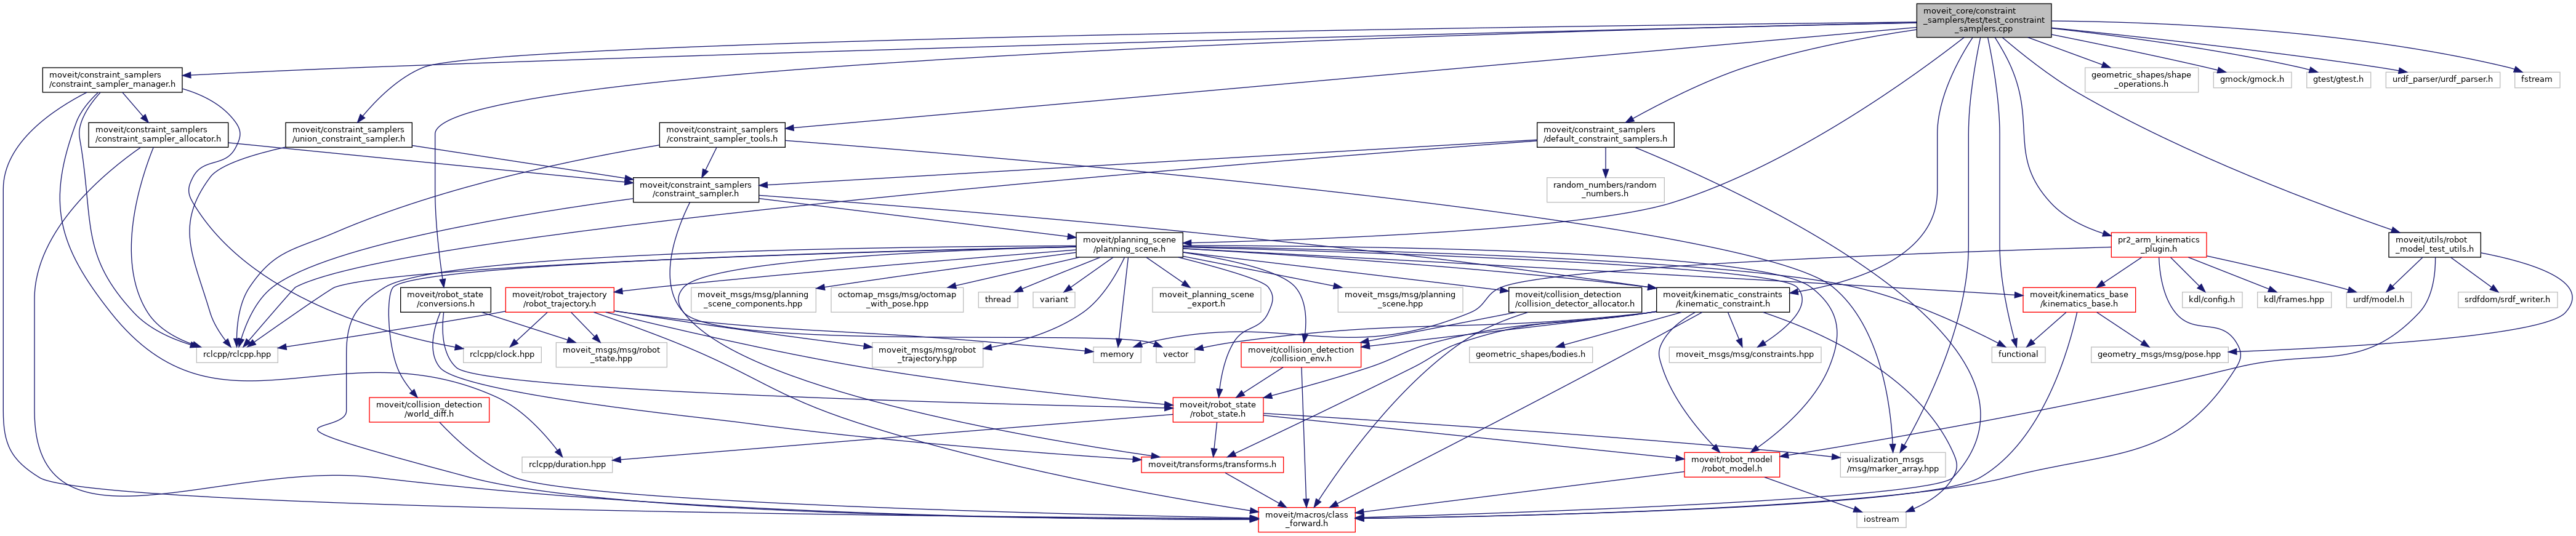 moveit_core/constraint
_samplers/test/test_constraint
_samplers.cpp
moveit/constraint_samplers
/constraint_sampler_manager.h
geometric_shapes/shape
_operations.h
gmock/gmock.h
gtest/gtest.h
urdf_parser/urdf_parser.h
fstream
moveit/constraint_samplers
/constraint_sampler_allocator.h
moveit/constraint_samplers
/union_constraint_sampler.h
moveit/constraint_samplers
/constraint_sampler_tools.h
moveit/constraint_samplers
/default_constraint_samplers.h
moveit/constraint_samplers
/constraint_sampler.h
random_numbers/random
_numbers.h
moveit/planning_scene
/planning_scene.h
pr2_arm_kinematics
_plugin.h
moveit/utils/robot
_model_test_utils.h
moveit/robot_state
/conversions.h
moveit/robot_trajectory
/robot_trajectory.h
moveit_msgs/msg/planning
_scene_components.hpp
octomap_msgs/msg/octomap
_with_pose.hpp
thread
variant
moveit_planning_scene
_export.h
moveit_msgs/msg/planning
_scene.hpp
moveit/collision_detection
/collision_detector_allocator.h
moveit/kinematic_constraints
/kinematic_constraint.h
moveit/kinematics_base
/kinematics_base.h
kdl/config.h
kdl/frames.hpp
urdf/model.h
srdfdom/srdf_writer.h
rclcpp/rclcpp.hpp
rclcpp/clock.hpp
moveit_msgs/msg/robot
_state.hpp
moveit_msgs/msg/robot
_trajectory.hpp
memory
vector
moveit/collision_detection
/collision_env.h
geometric_shapes/bodies.h
moveit_msgs/msg/constraints.hpp
functional
geometry_msgs/msg/pose.hpp
moveit/collision_detection
/world_diff.h
moveit/robot_state
/robot_state.h
rclcpp/duration.hpp
moveit/transforms/transforms.h
moveit/robot_model
/robot_model.h
visualization_msgs
/msg/marker_array.hpp
moveit/macros/class
_forward.h
iostream